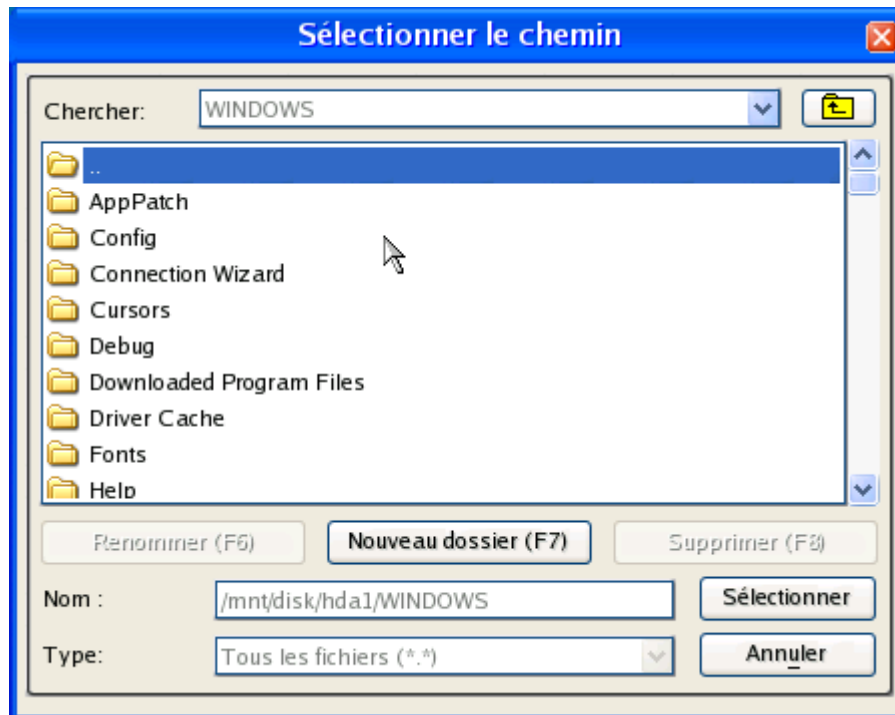 Sélectionner le chemin
Chercher: WINDOWS
..
AppPatch
Config
Connection Wizard
Cursors
Debug
Downloaded Program Files
Driver Cache
Fonts
Help
Renommer (F6) Nouveau dossier (F7) Supprimer (F8)
Nom : /mnt/disk/hda1/WINDOWS Sélectionner
Type: Tous les fichiers (*.*) Annuler